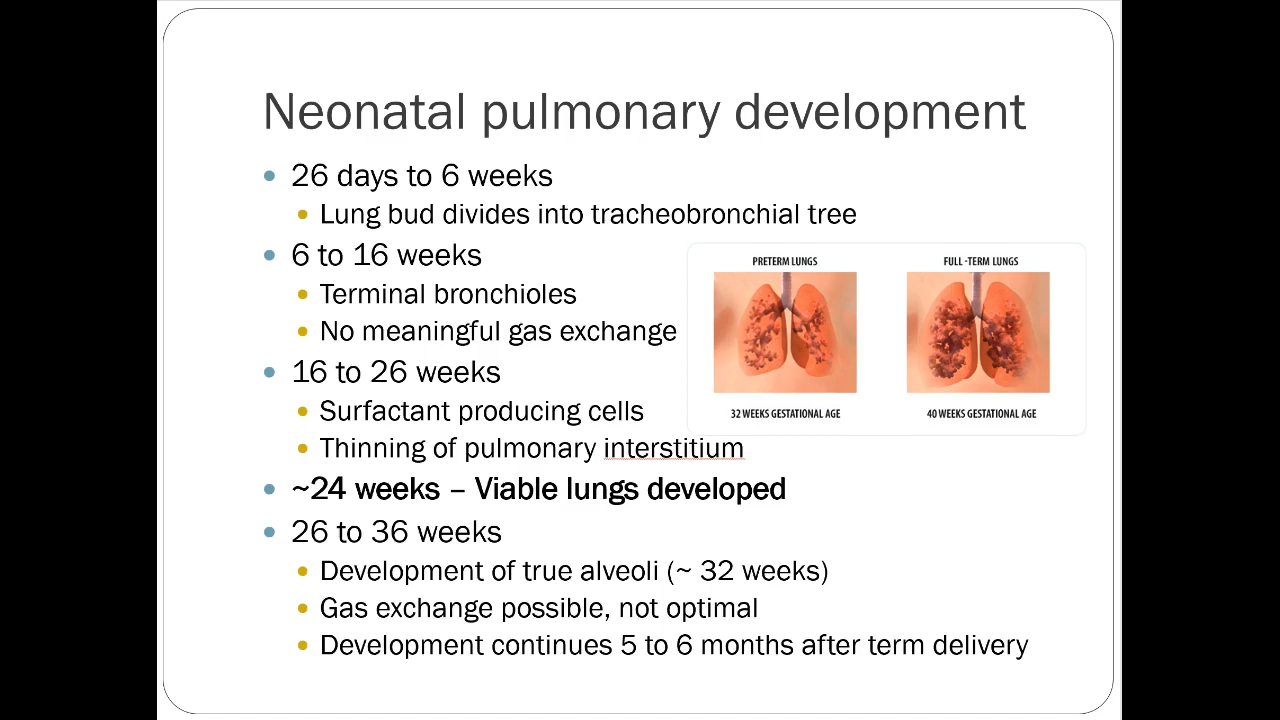 Neonatal pulmonary development
26 days to 6 weeks
Lung bud divides into tracheobronchial tree
6 to 16 weeks
Terminal bronchioles
No meaningful gas exchange
16 to 26 weeks
Surfactant producing cells
Thinning of pulmonary interstitium
~24 weeks – Viable lungs developed
26 to 36 weeks
Development of true alveoli (~ 32 weeks)
Gas exchange possible, not optimal
Development continues 5 to 6 months after term delivery
PRETERM LUNGS
32 WEEKS GESTATIONAL AGE
FULL -TERM LUNGS
40 WEEKS GESTATIONAL AGE